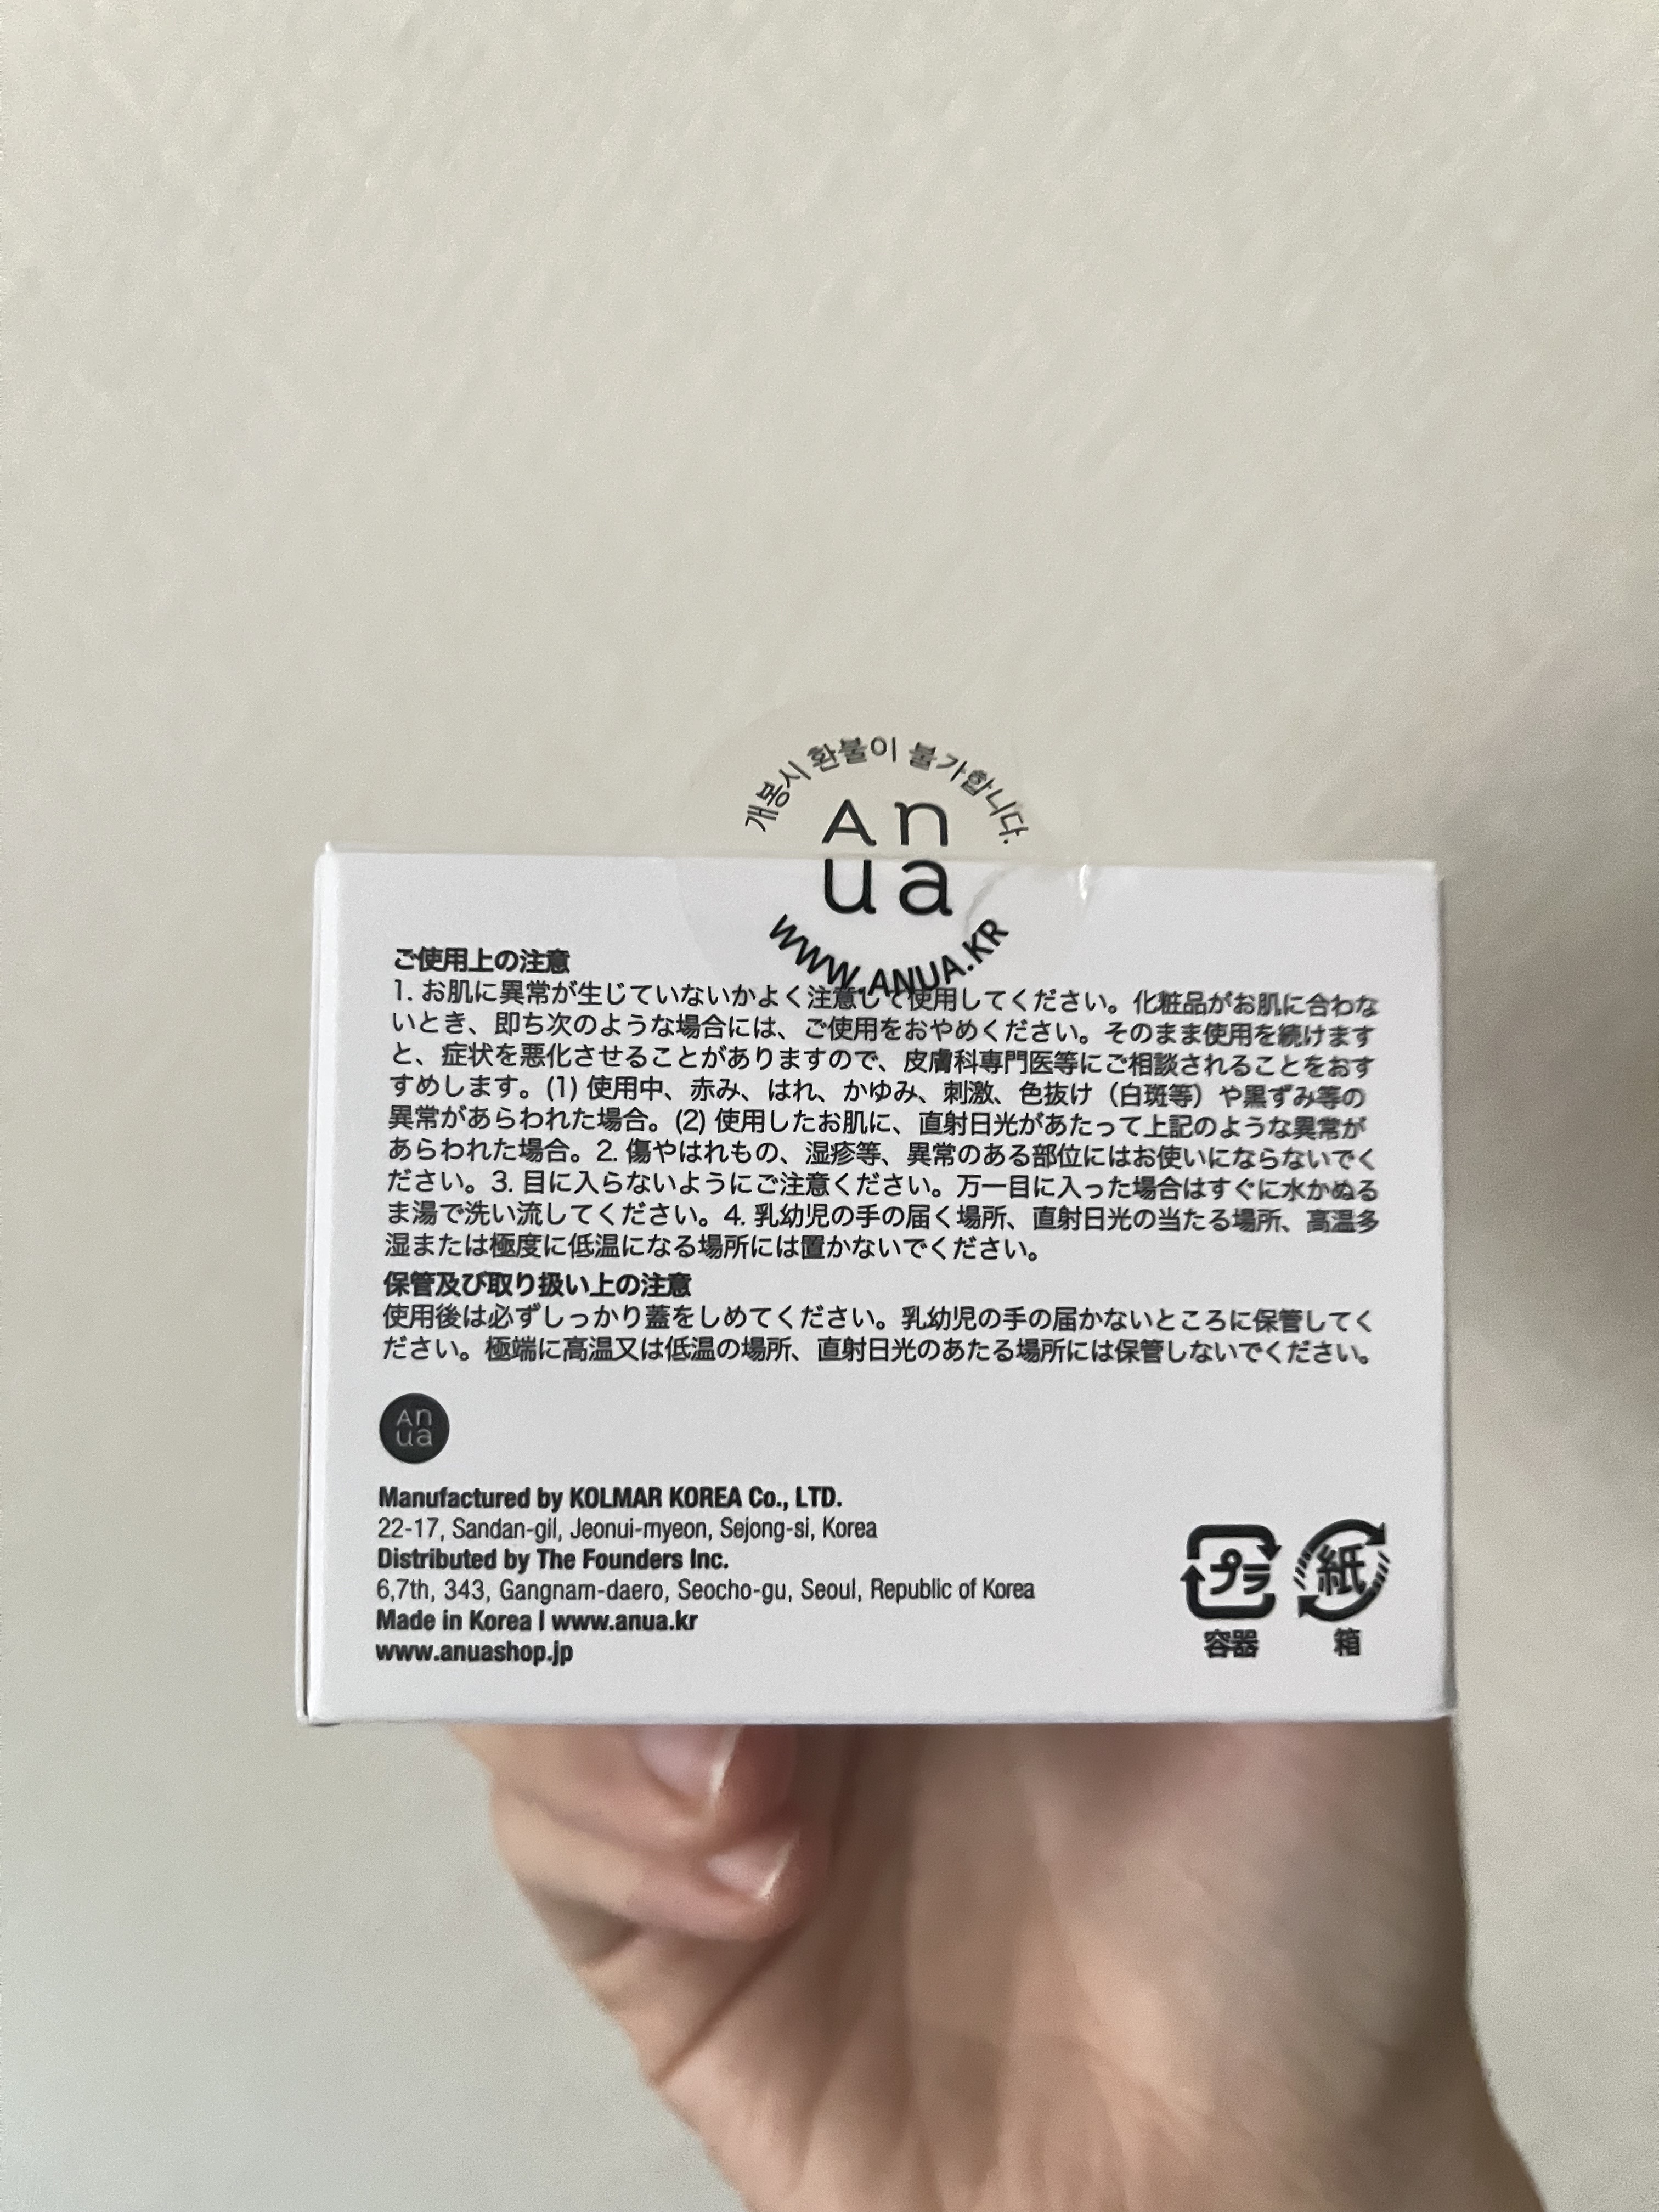 개봉시 환불이 불가합니다.
An
ua
WWW.ANUA.KR
ご使用上の注意
1. お肌に異常が生じていないかよく注意して使用してください。化粧品がお肌に合わな
いとき、即ち次のような場合には、ご使用をおやめください。そのまま使用を続けます
と、症状を悪化させることがありますので、皮膚科専門医等にご相談されることをおす
すめします。(1) 使用中、赤み、はれ、かゆみ、刺激、色抜け（白斑等）や黒ずみ等の
異常があらわれた場合。(2) 使用したお肌に、直射日光があたって上記のような異常が
あらわれた場合。2. 傷やはれもの、湿疹等、異常のある部位にはお使いにならないでく
ださい。3. 目に入らないようにご注意ください。万一目に入った場合はすぐに水かぬる
ま湯で洗い流してください。4. 乳幼児の手の届く場所、直射日光の当たる場所、高温多
湿または極度に低温になる場所には置かないでください。
保管及び取り扱い上の注意
使用後は必ずしっかり蓋をしめてください。乳幼児の手の届かないところに保管してく
ださい。極端に高温又は低温の場所、直射日光のあたる場所には保管しないでください。
An
ua
Manufactured by KOLMAR KOREA Co., LTD.
22-17, Sandan-gil, Jeonui-myeon, Sejong-si, Korea
Distributed by The Founders Inc.
6,7th, 343, Gangnam-daero, Seocho-gu, Seoul, Republic of Korea
Made in Korea l www.anua.kr
www.anuashop.jp
プラ 紙
容器 箱